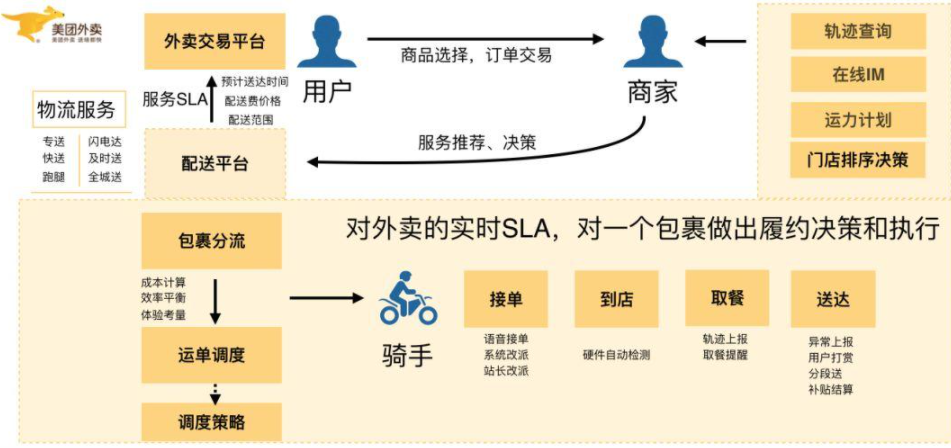 美团外卖
美团外卖 送啥都快
外卖交易平台
用户
商品选择，订单交易
商家
轨迹查询
在线IM
运力计划
门店排序决策
服务SLA
预计送达时间
配送费价格
配送范围
物流服务
专送 闪电达
快送 及时送
跑腿 全城送
配送平台
服务推荐、决策
对外卖的实时SLA，对一个包裹做出履约决策和执行
包裹分流
成本计算
效率平衡
体验考量
运单调度
调度策略
骑手
接单
语音接单
系统改派
站长改派
到店
硬件自动检测
取餐
轨迹上报
取餐提醒
送达
异常上报
用户打赏
分段送
补贴结算